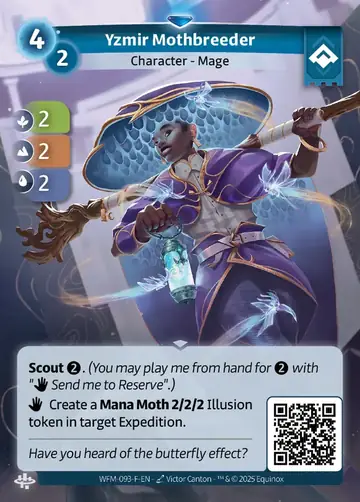 4
2
Yzmir Mothbreeder
Character - Mage
2
2
2
Scout 2. (You may play me from hand for 2 with
" Send me to Reserve".)
Create a Mana Moth 2/2/2 Illusion
token in target Expedition.
Have you heard of the butterfly effect?
WFM-093-F-EN - Victor Canton - ™ & © 2025 Equinox